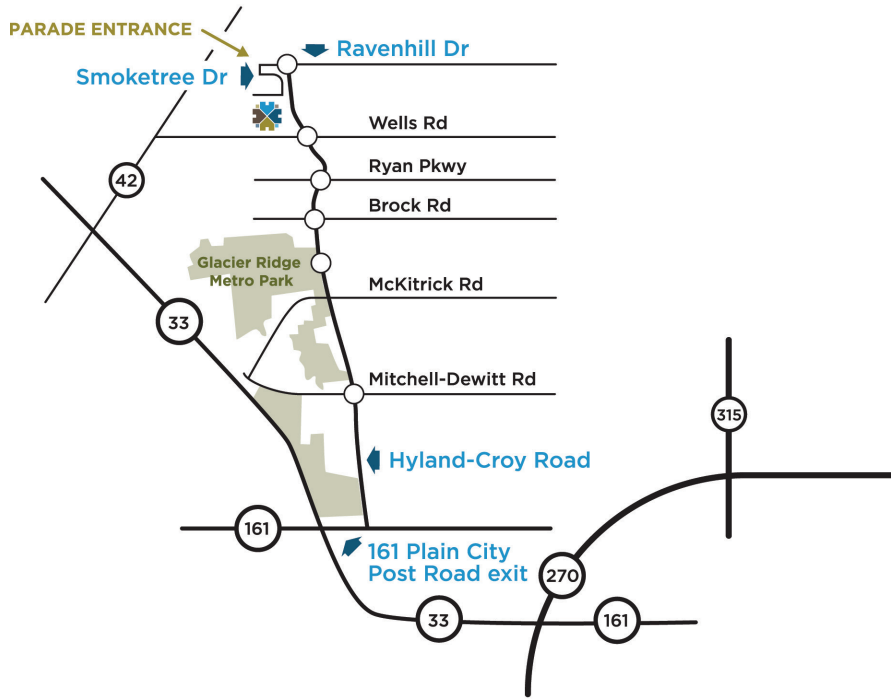 PARADE ENTRANCE
Ravenhill Dr
Smoketree Dr
Wells Rd
Ryan Pkwy
42
Brock Rd
Glacier Ridge
Metro Park
McKitrick Rd
33
Mitchell-Dewitt Rd
315
Hyland-Croy Road
161
161 Plain City
Post Road exit
270
33
161